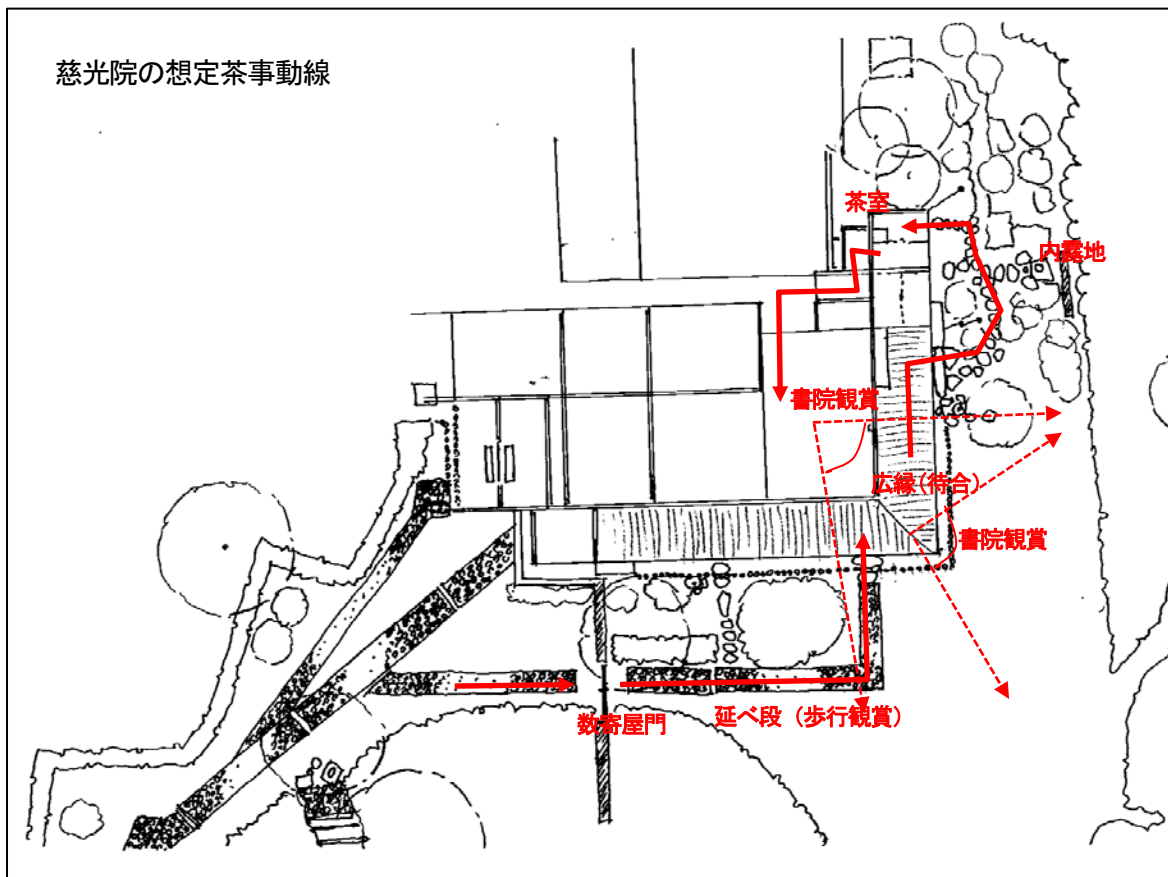 慈光院の想定茶事動線
茶室
内露地
書院観賞
広縁(待合)
書院観賞
数寄屋門
延べ段（歩行観賞）